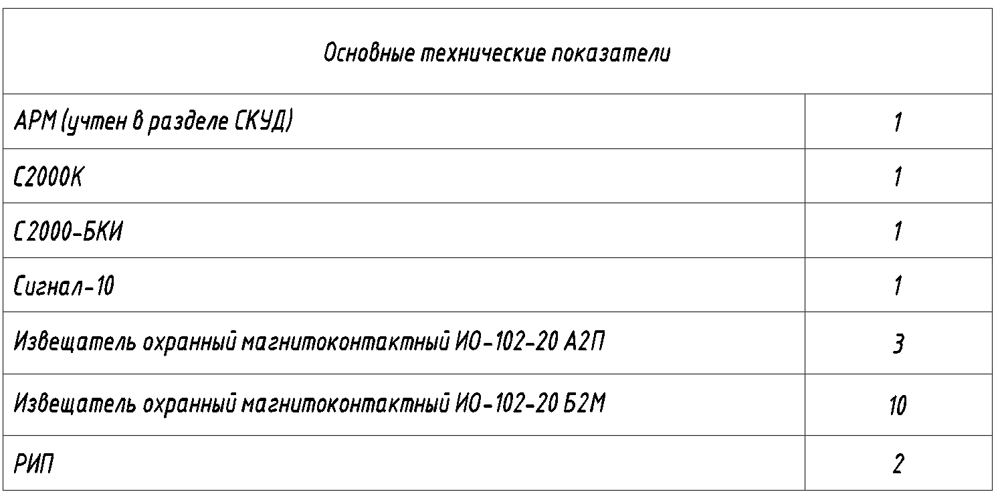 Основные технические показатели
АРМ (учтен в разделе СКУД) 1
С2000К 1
С2000-БКИ 1
Сигнал-10 1
Извещатель охранный магнитоконтактный ИО-102-20 А2П 3
Извещатель охранный магнитоконтактный ИО-102-20 Б2М 10
РИП 2